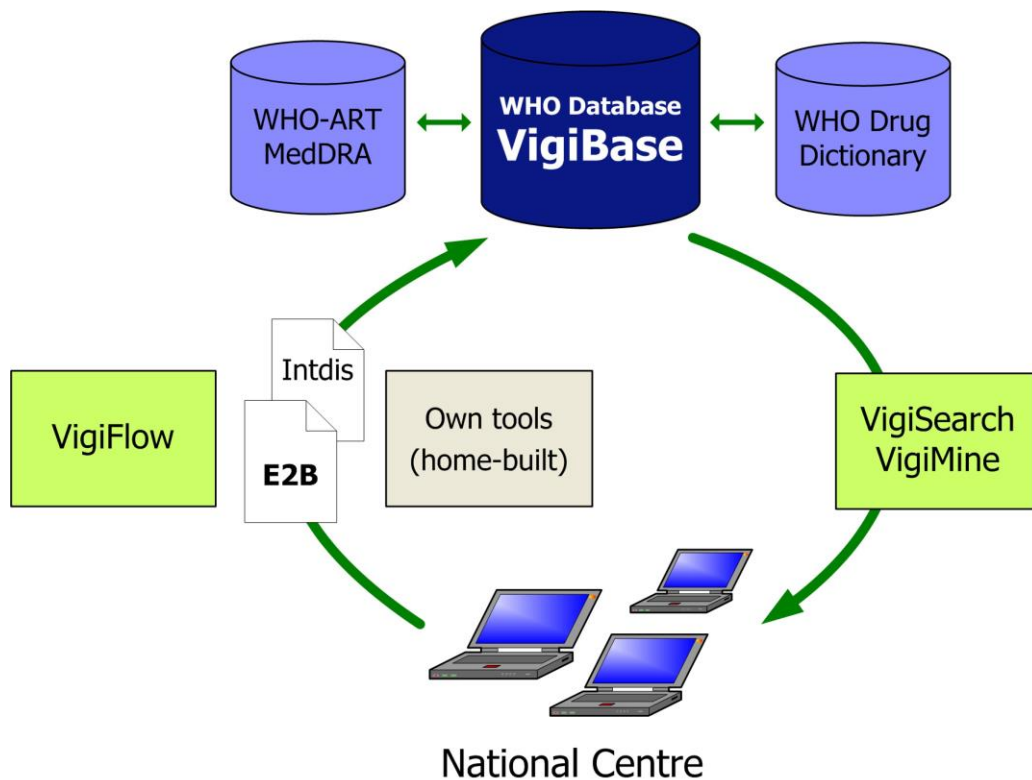 WHO-ART
MedDRA
WHO Database
VigiBase
WHO Drug
Dictionary
Intdis
E2B
VigiFlow
Own tools
(home-built)
VigiSearch
VigiMine
National Centre